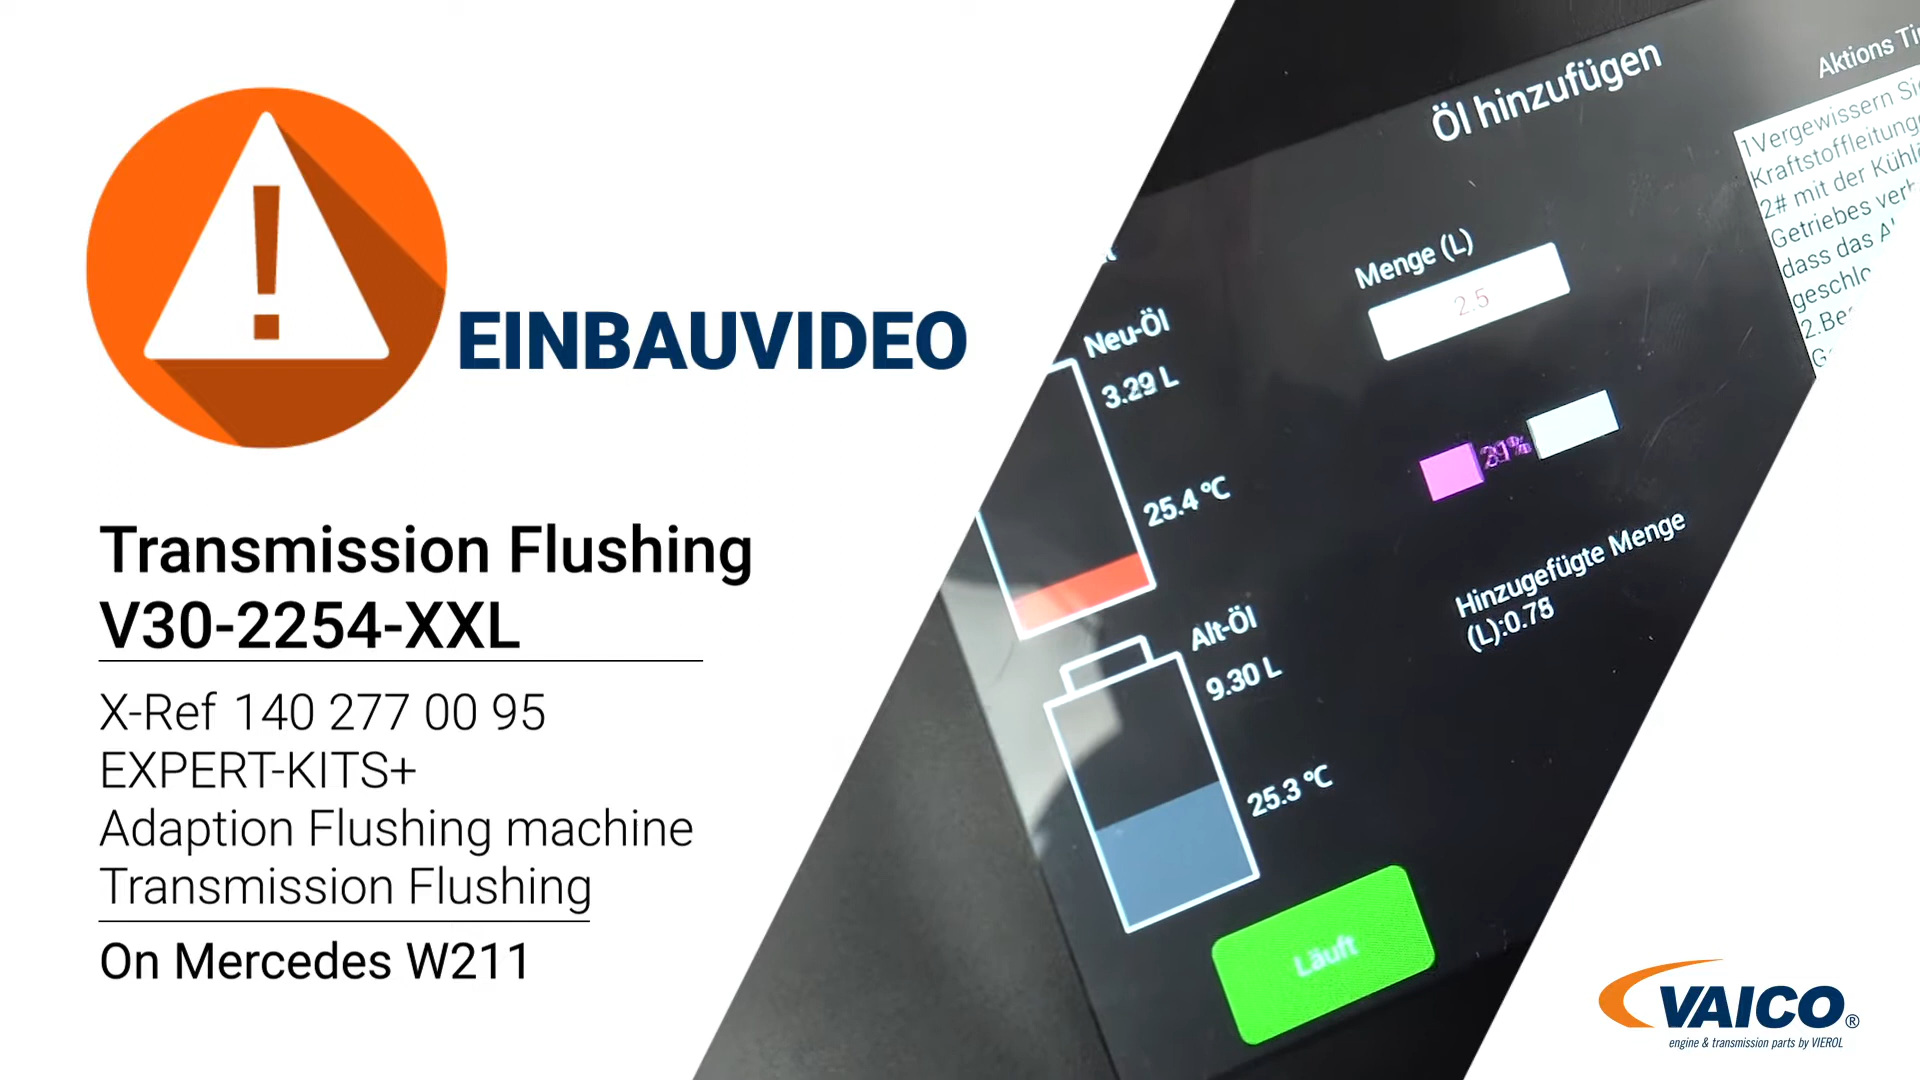 EINBAUVIDEO
Transmission Flushing
V30-2254-XXL
X-Ref 140 277 00 95
EXPERT-KITS+
Adaption Flushing machine
Transmission Flushing
On Mercedes W211
Öl hinzufügen
Aktions
1Vergewissern
Kraftstoffleitung
2# mit der
Getriebes
dass das
Menge (L)
2.5
Neu-Öl
3.29 L
25.4 °C
Hinzugefügte Menge
Alt-Öl
9.30 L
25.3 °C
Läuft
VAICO®
engine & transmission parts by VIEROL